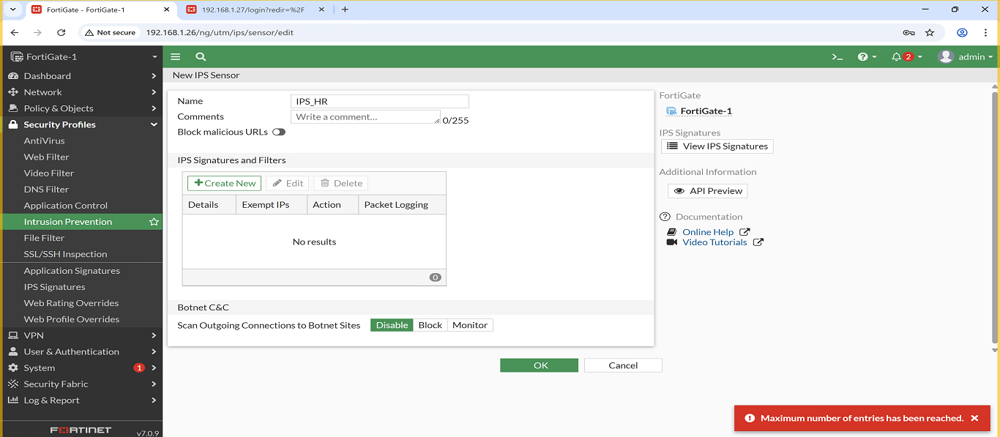 FortiGate - FortiGate-1
192.168.1.27/login?redir=%2F
Not secure
192.168.1.26/ng/utm/ips/sensor/edit
FortiGate-1
2
admin
Dashboard
Network
Policy & Objects
Security Profiles
AntiVirus
Web Filter
Video Filter
DNS Filter
Application Control
Intrusion Prevention
File Filter
SSL/SSH Inspection
Application Signatures
IPS Signatures
Web Rating Overrides
Web Profile Overrides
VPN
User & Authentication
System 1
Security Fabric
Log & Report
FORTINET
v7.0.9
New IPS Sensor
Name IPS_HR
Comments Write a comment... 0/255
Block malicious URLs
IPS Signatures and Filters
Create New Edit Delete
Details Exempt IPs Action Packet Logging
No results
0
Botnet C&C
Scan Outgoing Connections to Botnet Sites Disable Block Monitor
OK Cancel
FortiGate
FortiGate-1
IPS Signatures
View IPS Signatures
Additional Information
API Preview
Documentation
Online Help
Video Tutorials
Maximum number of entries has been reached.